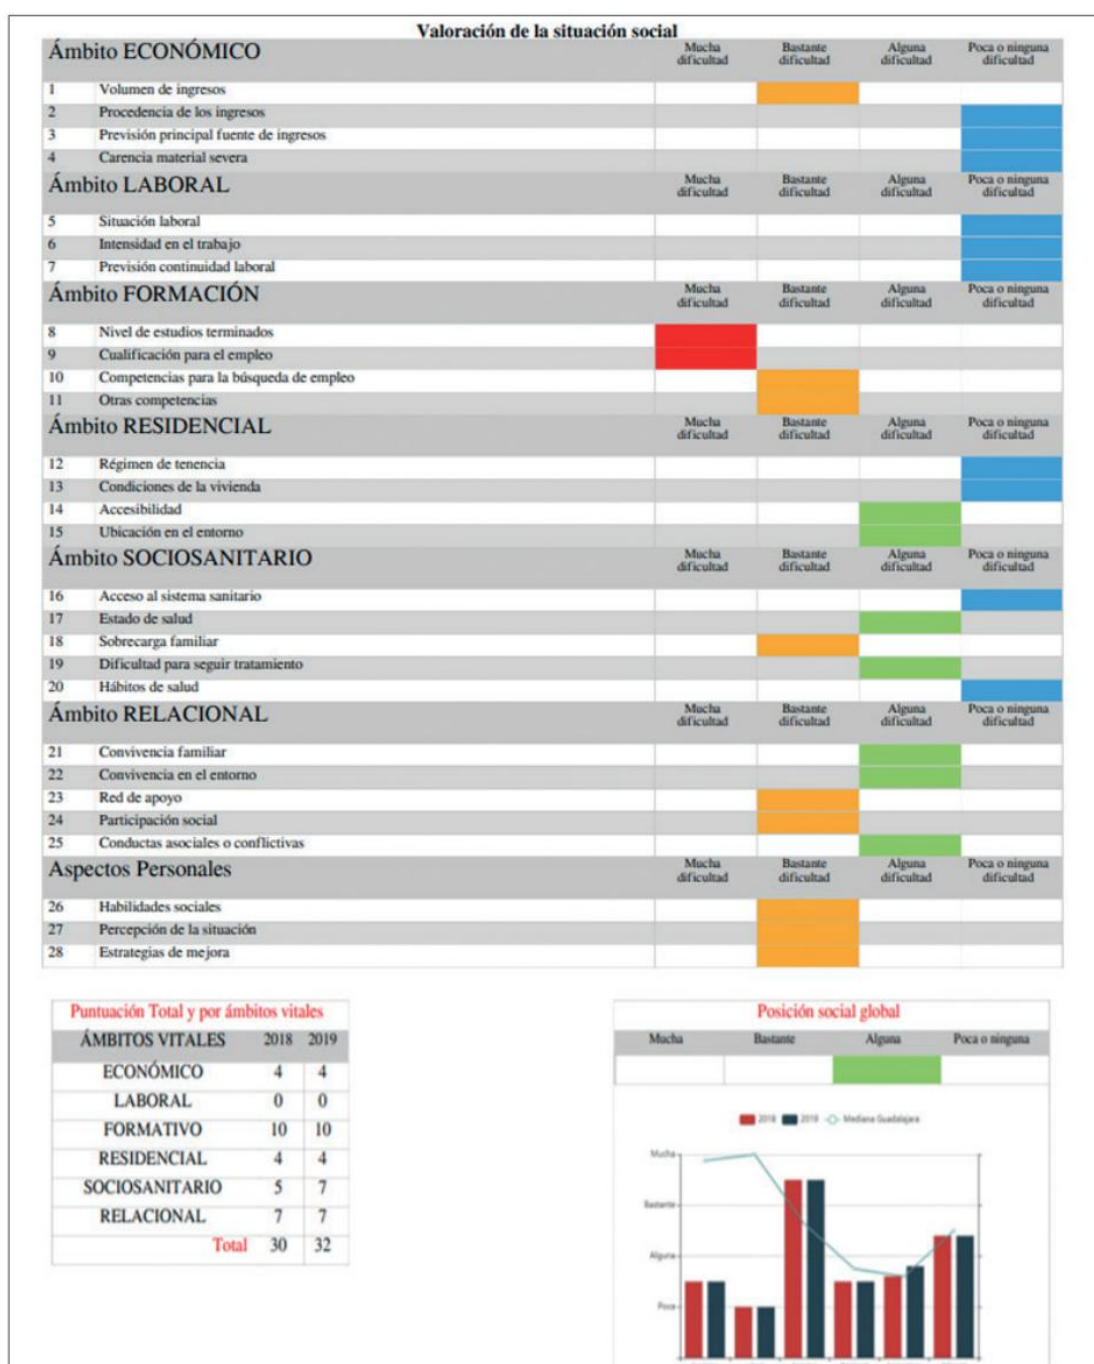 Valoración de la situación social
Ámbito ECONÓMICO Mucha dificultad Bastante dificultad Alguna dificultad Poca o ninguna dificultad
1 Volumen de ingresos
2 Procedencia de los ingresos
3 Previsión principal fuente de ingresos
4 Carencia material severa
Ámbito LABORAL Mucha dificultad Bastante dificultad Alguna dificultad Poca o ninguna dificultad
5 Situación laboral
6 Intensidad en el trabajo
7 Previsión continuidad laboral
Ámbito FORMACIÓN Mucha dificultad Bastante dificultad Alguna dificultad Poca o ninguna dificultad
8 Nivel de estudios terminados
9 Cualificación para el empleo
10 Competencias para la búsqueda de empleo
11 Otras competencias
Ámbito RESIDENCIAL Mucha dificultad Bastante dificultad Alguna dificultad Poca o ninguna dificultad
12 Régimen de tenencia
13 Condiciones de la vivienda
14 Accesibilidad
15 Ubicación en el entorno
Ámbito SOCIOSANITARIO Mucha dificultad Bastante dificultad Alguna dificultad Poca o ninguna dificultad
16 Acceso al sistema sanitario
17 Estado de salud
18 Sobrecarga familiar
19 Dificultad para seguir tratamiento
20 Hábitos de salud
Ámbito RELACIONAL Mucha dificultad Bastante dificultad Alguna dificultad Poca o ninguna dificultad
21 Convivencia familiar
22 Convivencia en el entorno
23 Red de apoyo
24 Participación social
25 Conductas asociales o conflictivas
Aspectos Personales Mucha dificultad Bastante dificultad Alguna dificultad Poca o ninguna dificultad
26 Habilidades sociales
27 Percepción de la situación
28 Estrategias de mejora
Puntuación Total y por ámbitos vitales
ÁMBITOS VITALES 2018 2019
ECONÓMICO 4 4
LABORAL 0 0
FORMATIVO 10 10
RESIDENCIAL 4 4
SOCIOSANITARIO 5 7
RELACIONAL 7 7
Total 30 32
Posición social global
Mucha Bastante Alguna Poca o ninguna
2018 2019 Mediana Guadalajara
Mucha
Bastante
Alguna
Poca